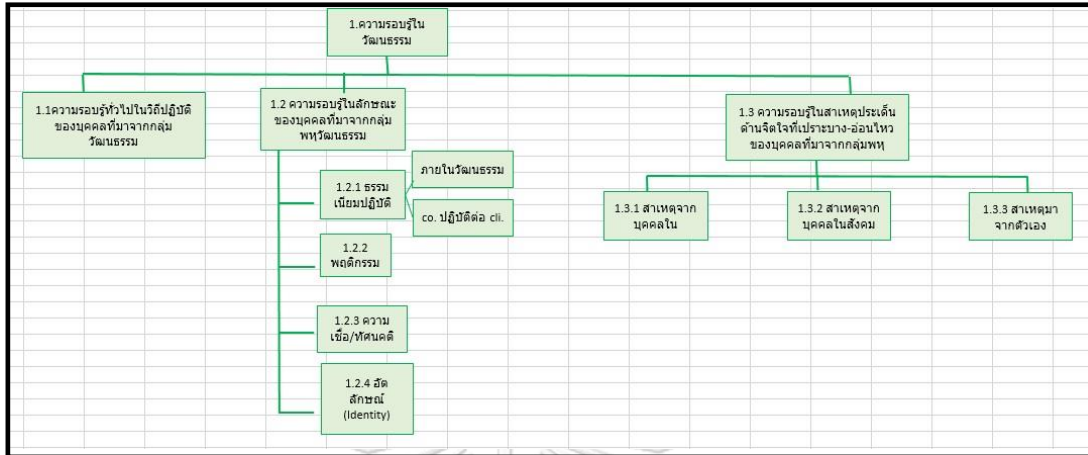 1.ความรอบรู้ใน
วัฒนธรรม
1.1ความรอบรู้ทั่วไปในวิถีปฏิบัติ
ของบุคคลที่มาจากกลุ่ม
วัฒนธรรม
1.2 ความรอบรู้ในลักษณะ
ของบุคคลที่มาจากกลุ่ม
พหุวัฒนธรรม
1.2.1 ธรรม
เนียมปฏิบัติ
ภายในวัฒนธรรม
co. ปฏิบัติต่อ cli.
1.2.2
พฤติกรรม
1.2.3 ความ
เชื่อ/ทัศนคติ
1.2.4 อัต
ลักษณ์
(Identity)
1.3 ความรอบรู้ในสาเหตุประเด็น
ด้านจิตใจที่เปราะบาง-อ่อนไหว
ของบุคคลที่มาจากกลุ่มพหุ
1.3.1 สาเหตุจาก
บุคคลใน
1.3.2 สาเหตุจาก
บุคคลในสังคม
1.3.3 สาเหตุมา
จากตัวเอง